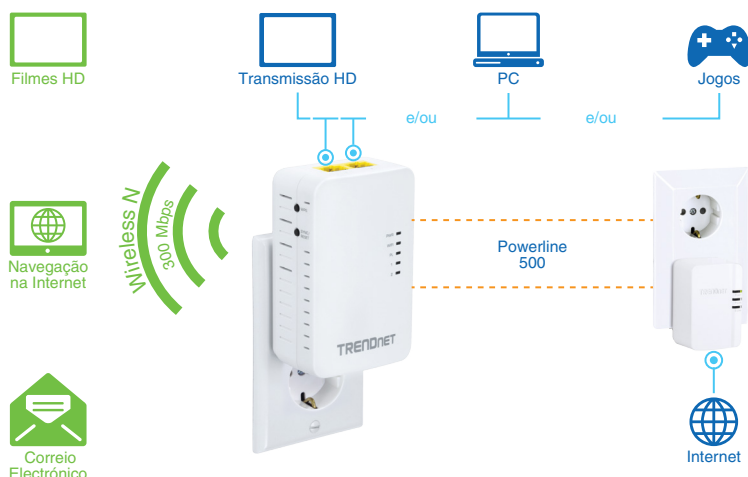 Filmes HD
Transmissão HD
PC
Jogos
e/ou
e/ou
Wireless N
300 Mbps
Navegação
na Internet
Powerline
500
TRENDnet
Correio
Electrónico
Internet